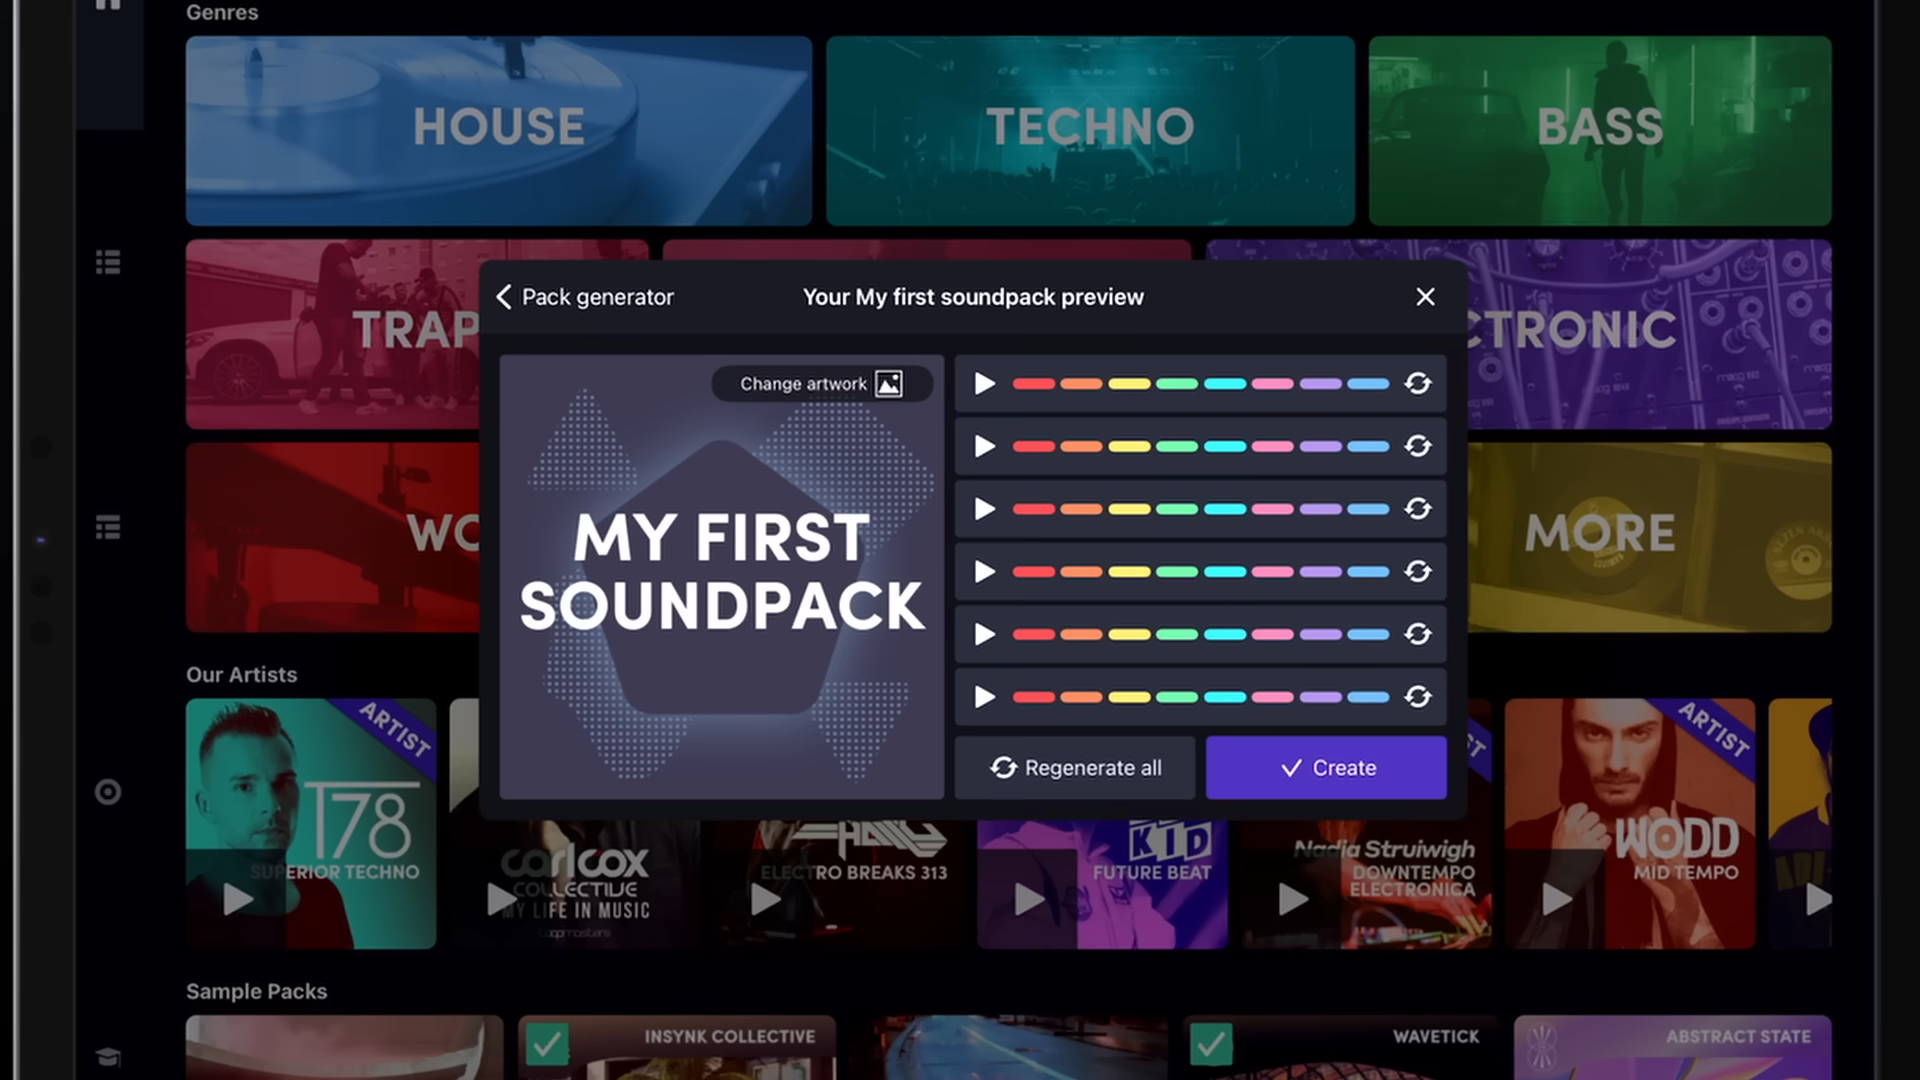 Genres
HOUSE
TECHNO
BASS
TRAP
CTRONIC
WO
MORE
Pack generator
Your My first soundpack preview
Change artwork
MY FIRST
SOUNDPACK
Regenerate all
Create
Our Artists
ARTIST
T78
SUPERIOR TECHNO
carl cox
COLLECTIVE
MY LIFE IN MUSIC
Loopmasters
ELECTRO BREAKS 313
KID
FUTURE BEAT
ST
Nadia Struiwigh
DOWNTEMPO
ELECTRONICA
ARTIST
WODD
MID TEMPO
Sample Packs
INSYNK COLLECTIVE
WAVETICK
ABSTRACT STATE